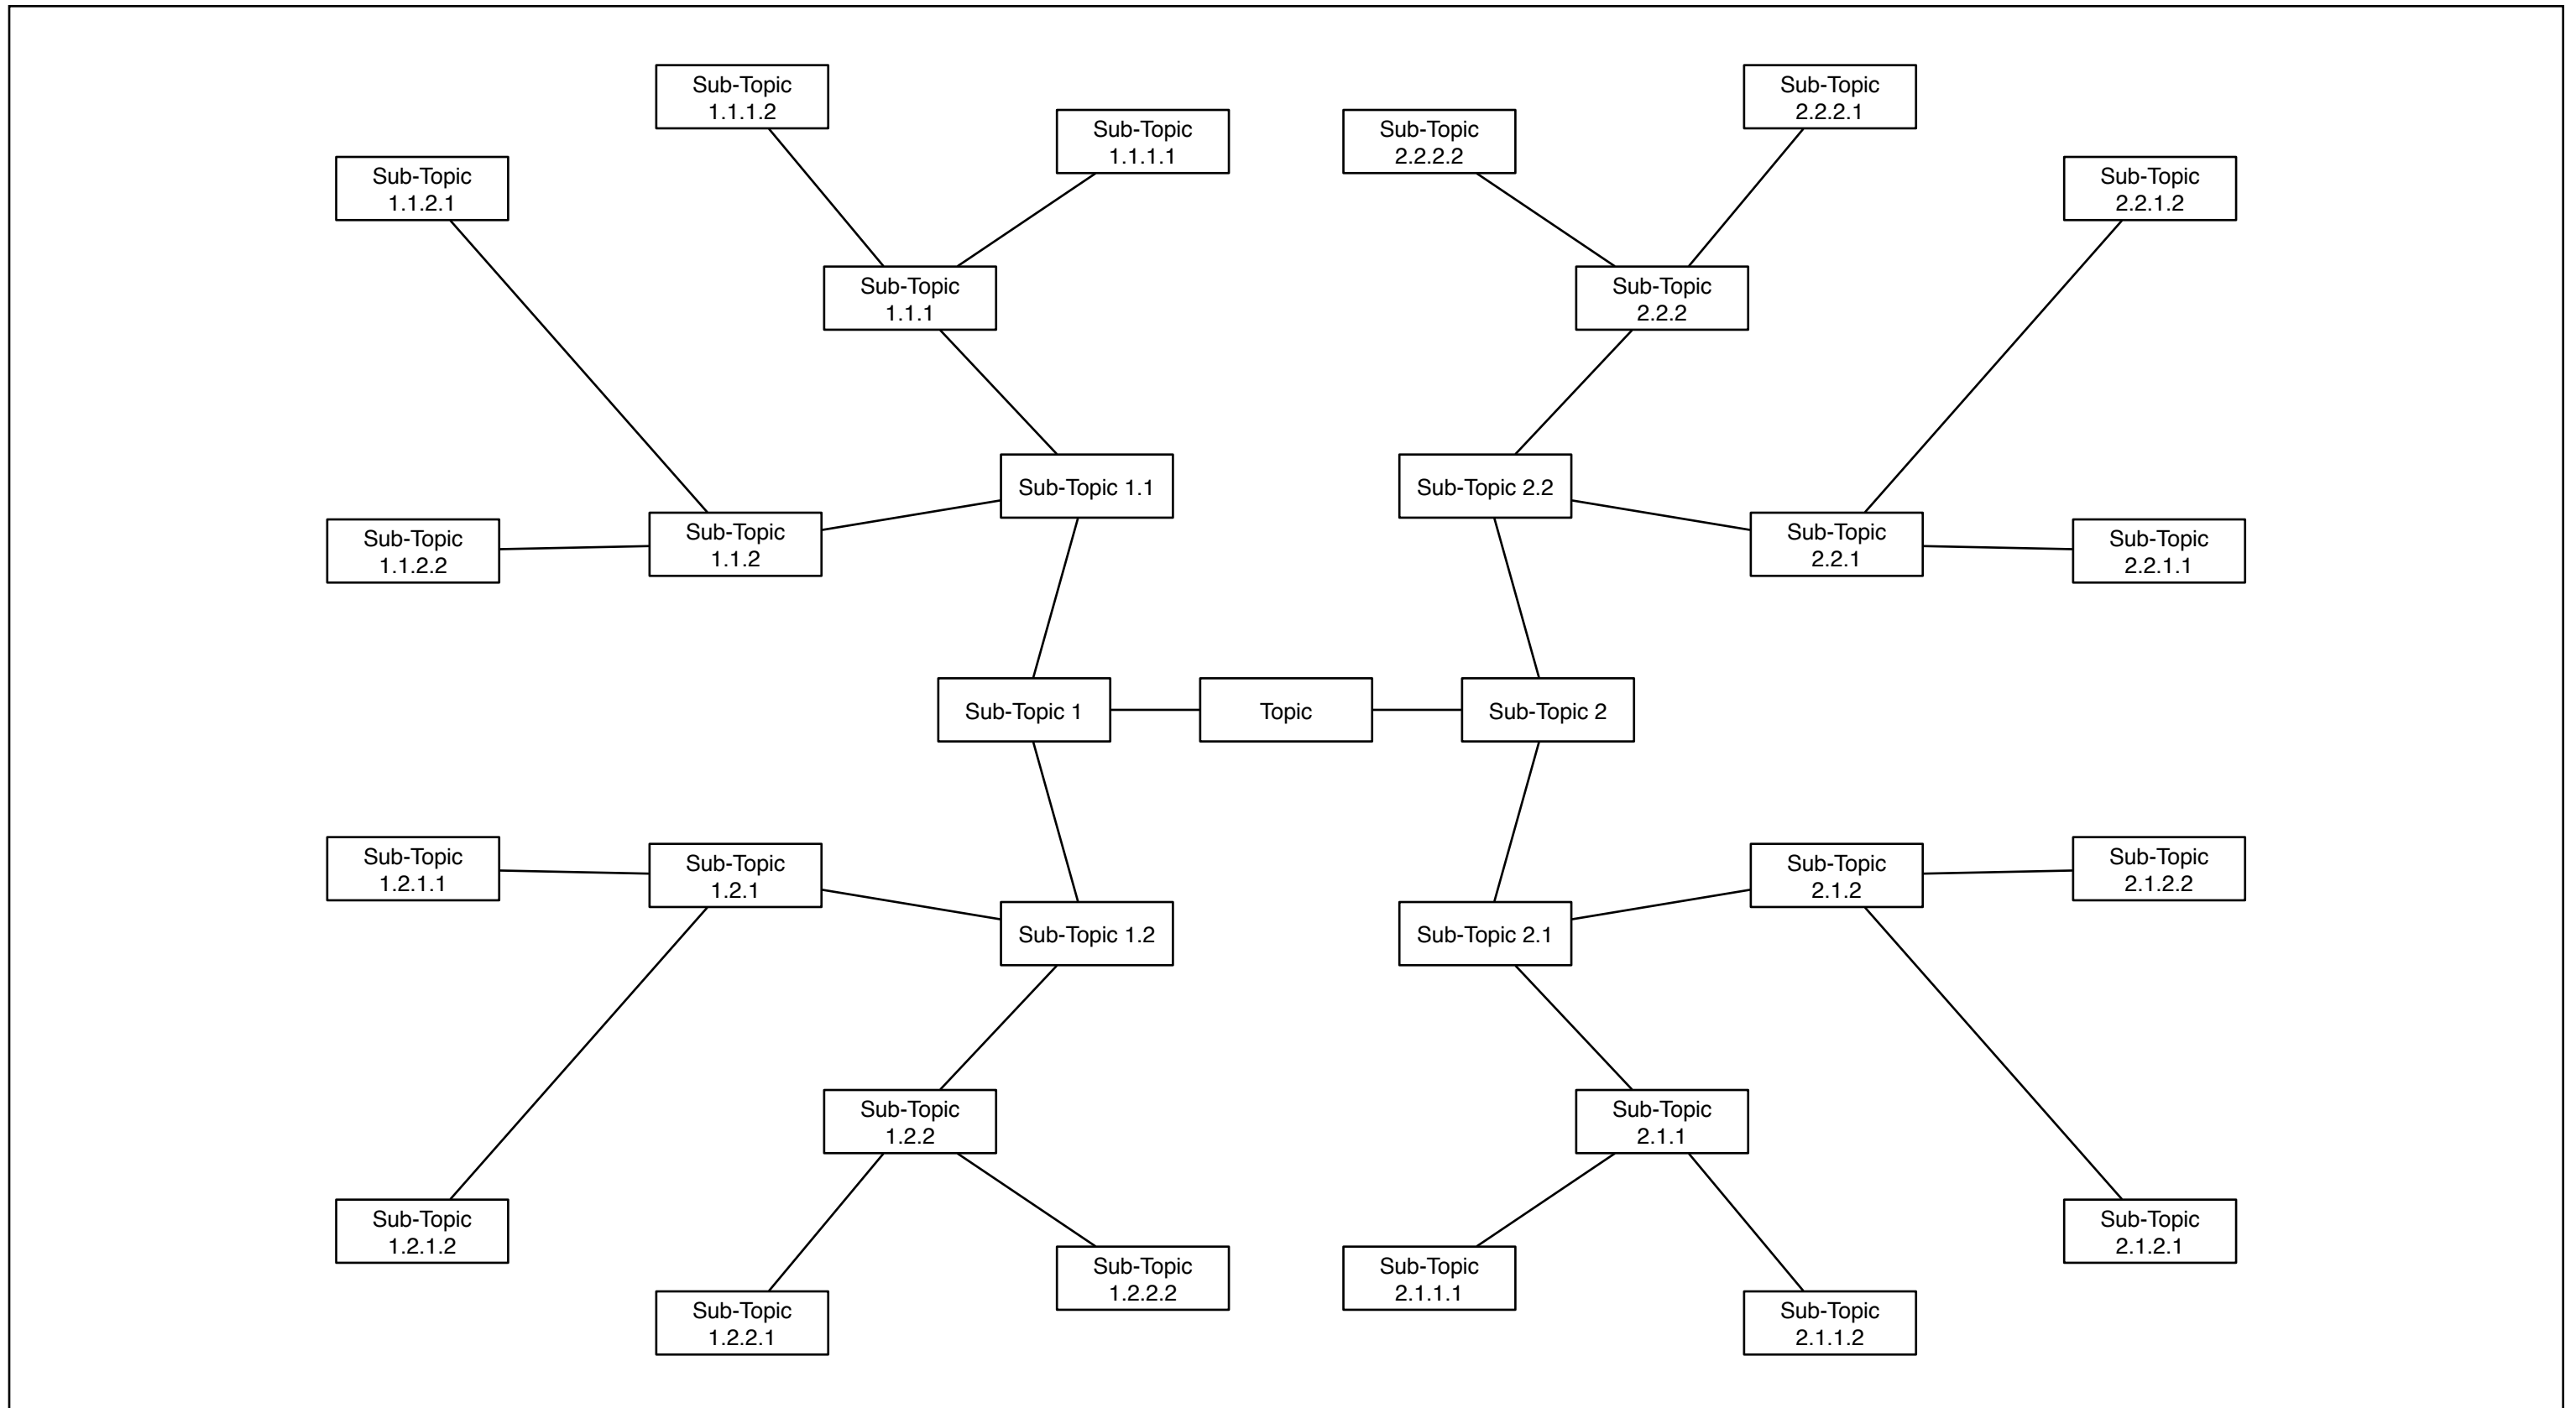 Sub-Topic
1.1.1.2
Sub-Topic
2.2.2.1
Sub-Topic
1.1.1.1
Sub-Topic
2.2.2.2
Sub-Topic
1.1.2.1
Sub-Topic
2.2.1.2
Sub-Topic
1.1.1
Sub-Topic
2.2.2
Sub-Topic 1.1
Sub-Topic 2.2
Sub-Topic
1.1.2.2
Sub-Topic
1.1.2
Sub-Topic
2.2.1
Sub-Topic
2.2.1.1
Sub-Topic 1
Topic
Sub-Topic 2
Sub-Topic
1.2.1.1
Sub-Topic
1.2.1
Sub-Topic
2.1.2
Sub-Topic
2.1.2.2
Sub-Topic 1.2
Sub-Topic 2.1
Sub-Topic
1.2.2
Sub-Topic
2.1.1
Sub-Topic
1.2.1.2
Sub-Topic
2.1.2.1
Sub-Topic
1.2.2.2
Sub-Topic
2.1.1.1
Sub-Topic
1.2.2.1
Sub-Topic
2.1.1.2